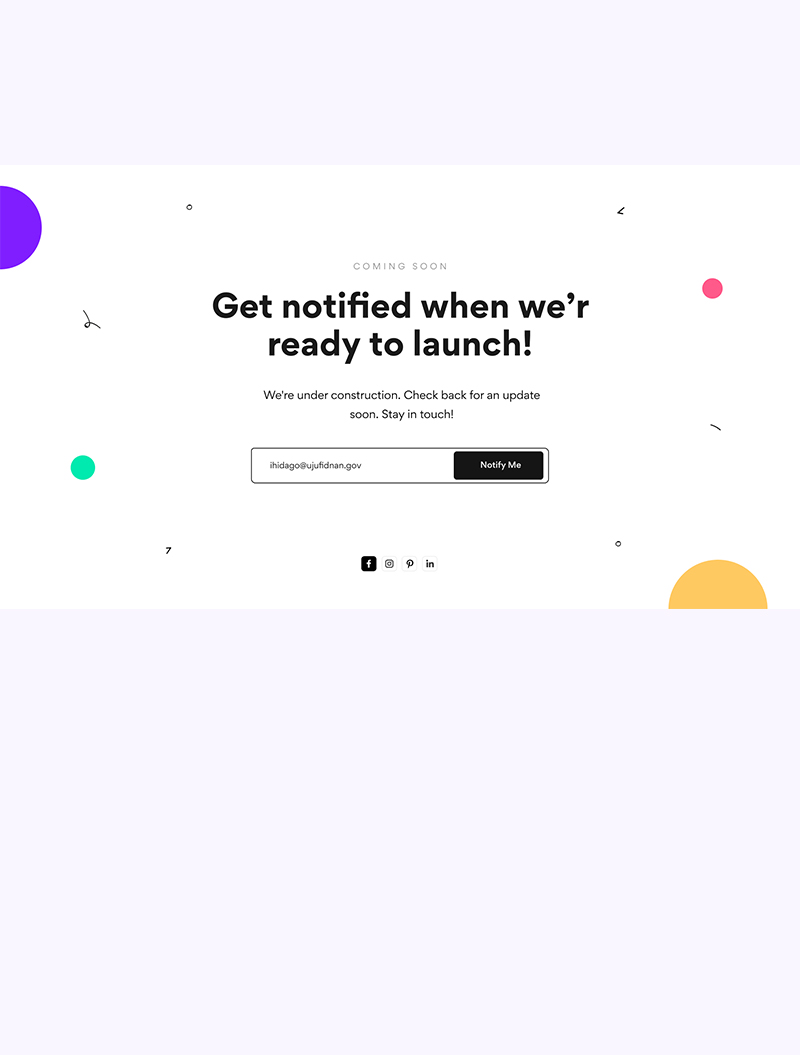 COMING SOON
Get notified when we’r
ready to launch!
We're under construction. Check back for an update
soon. Stay in touch!
ihidago@ujufidnan.gov
Notify Me